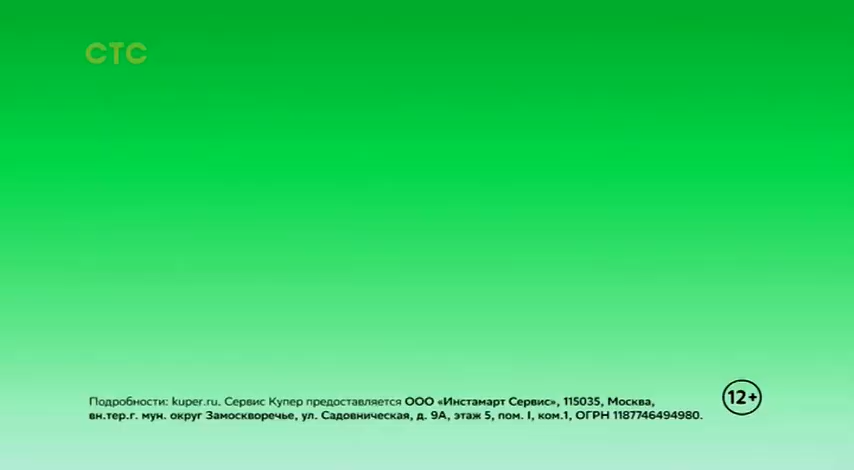 СТС
Подробности: kuper.ru. Сервис Купер предоставляется ООО «Инстамарт Сервис», 115035, Москва,
вн.тер.г. мун. округ Замоскворечье, ул. Садовническая, д. 9А, этаж 5, пом. I, ком.1, ОГРН 1187746494980.
12+